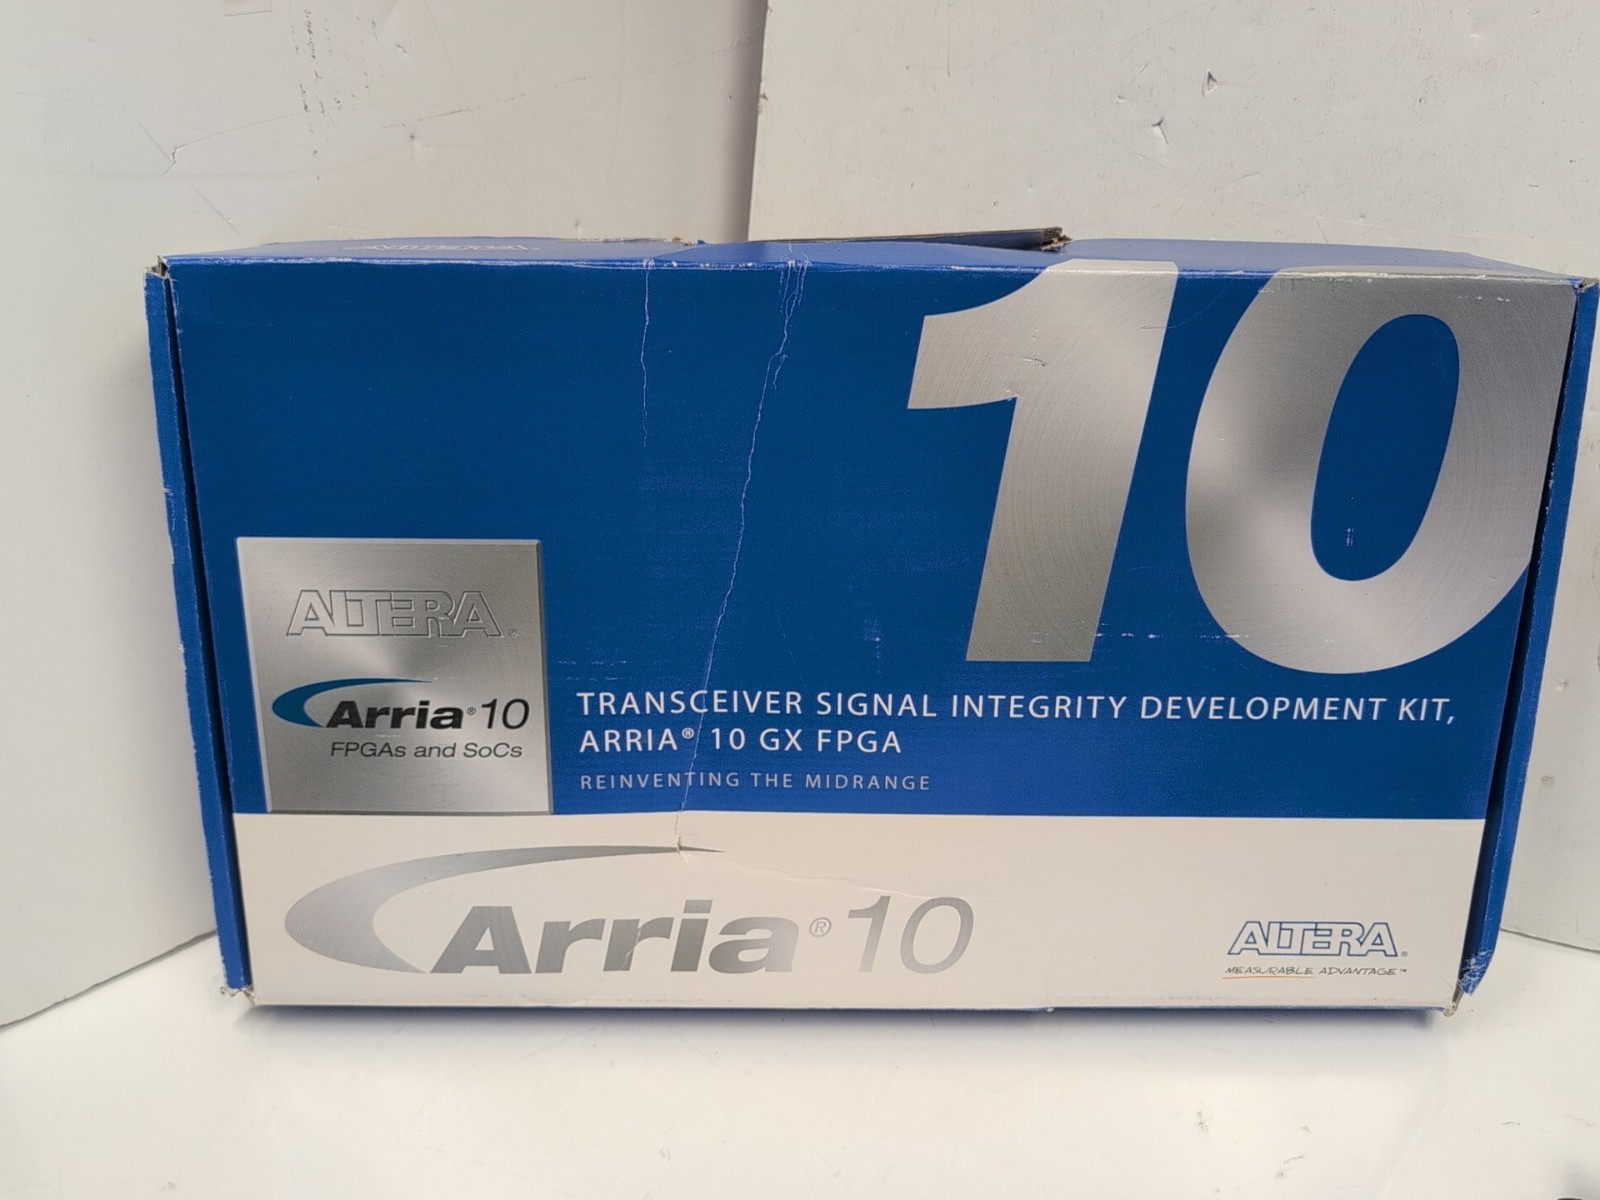 ALTERA
10
ALTERA®
Arria® 10
FPGAs and SoCs
TRANSCEIVER SIGNAL INTEGRITY DEVELOPMENT KIT,
ARRIA® 10 GX FPGA
REINVENTING THE MIDRANGE
Arria® 10
ALTERA®
MEASURABLE ADVANTAGE™